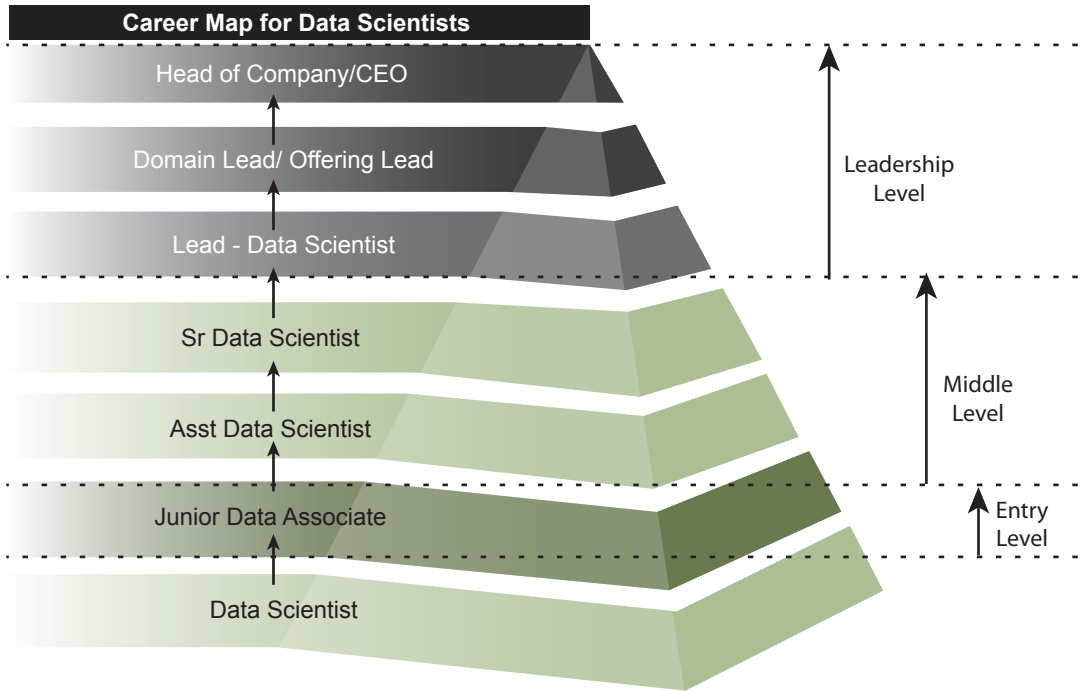 Career Map for Data Scientists
Head of Company/CEO
Domain Lead/ Offering Lead
Lead - Data Scientist
Sr Data Scientist
Asst Data Scientist
Junior Data Associate
Data Scientist
Leadership
Level
Middle
Level
Entry
Level